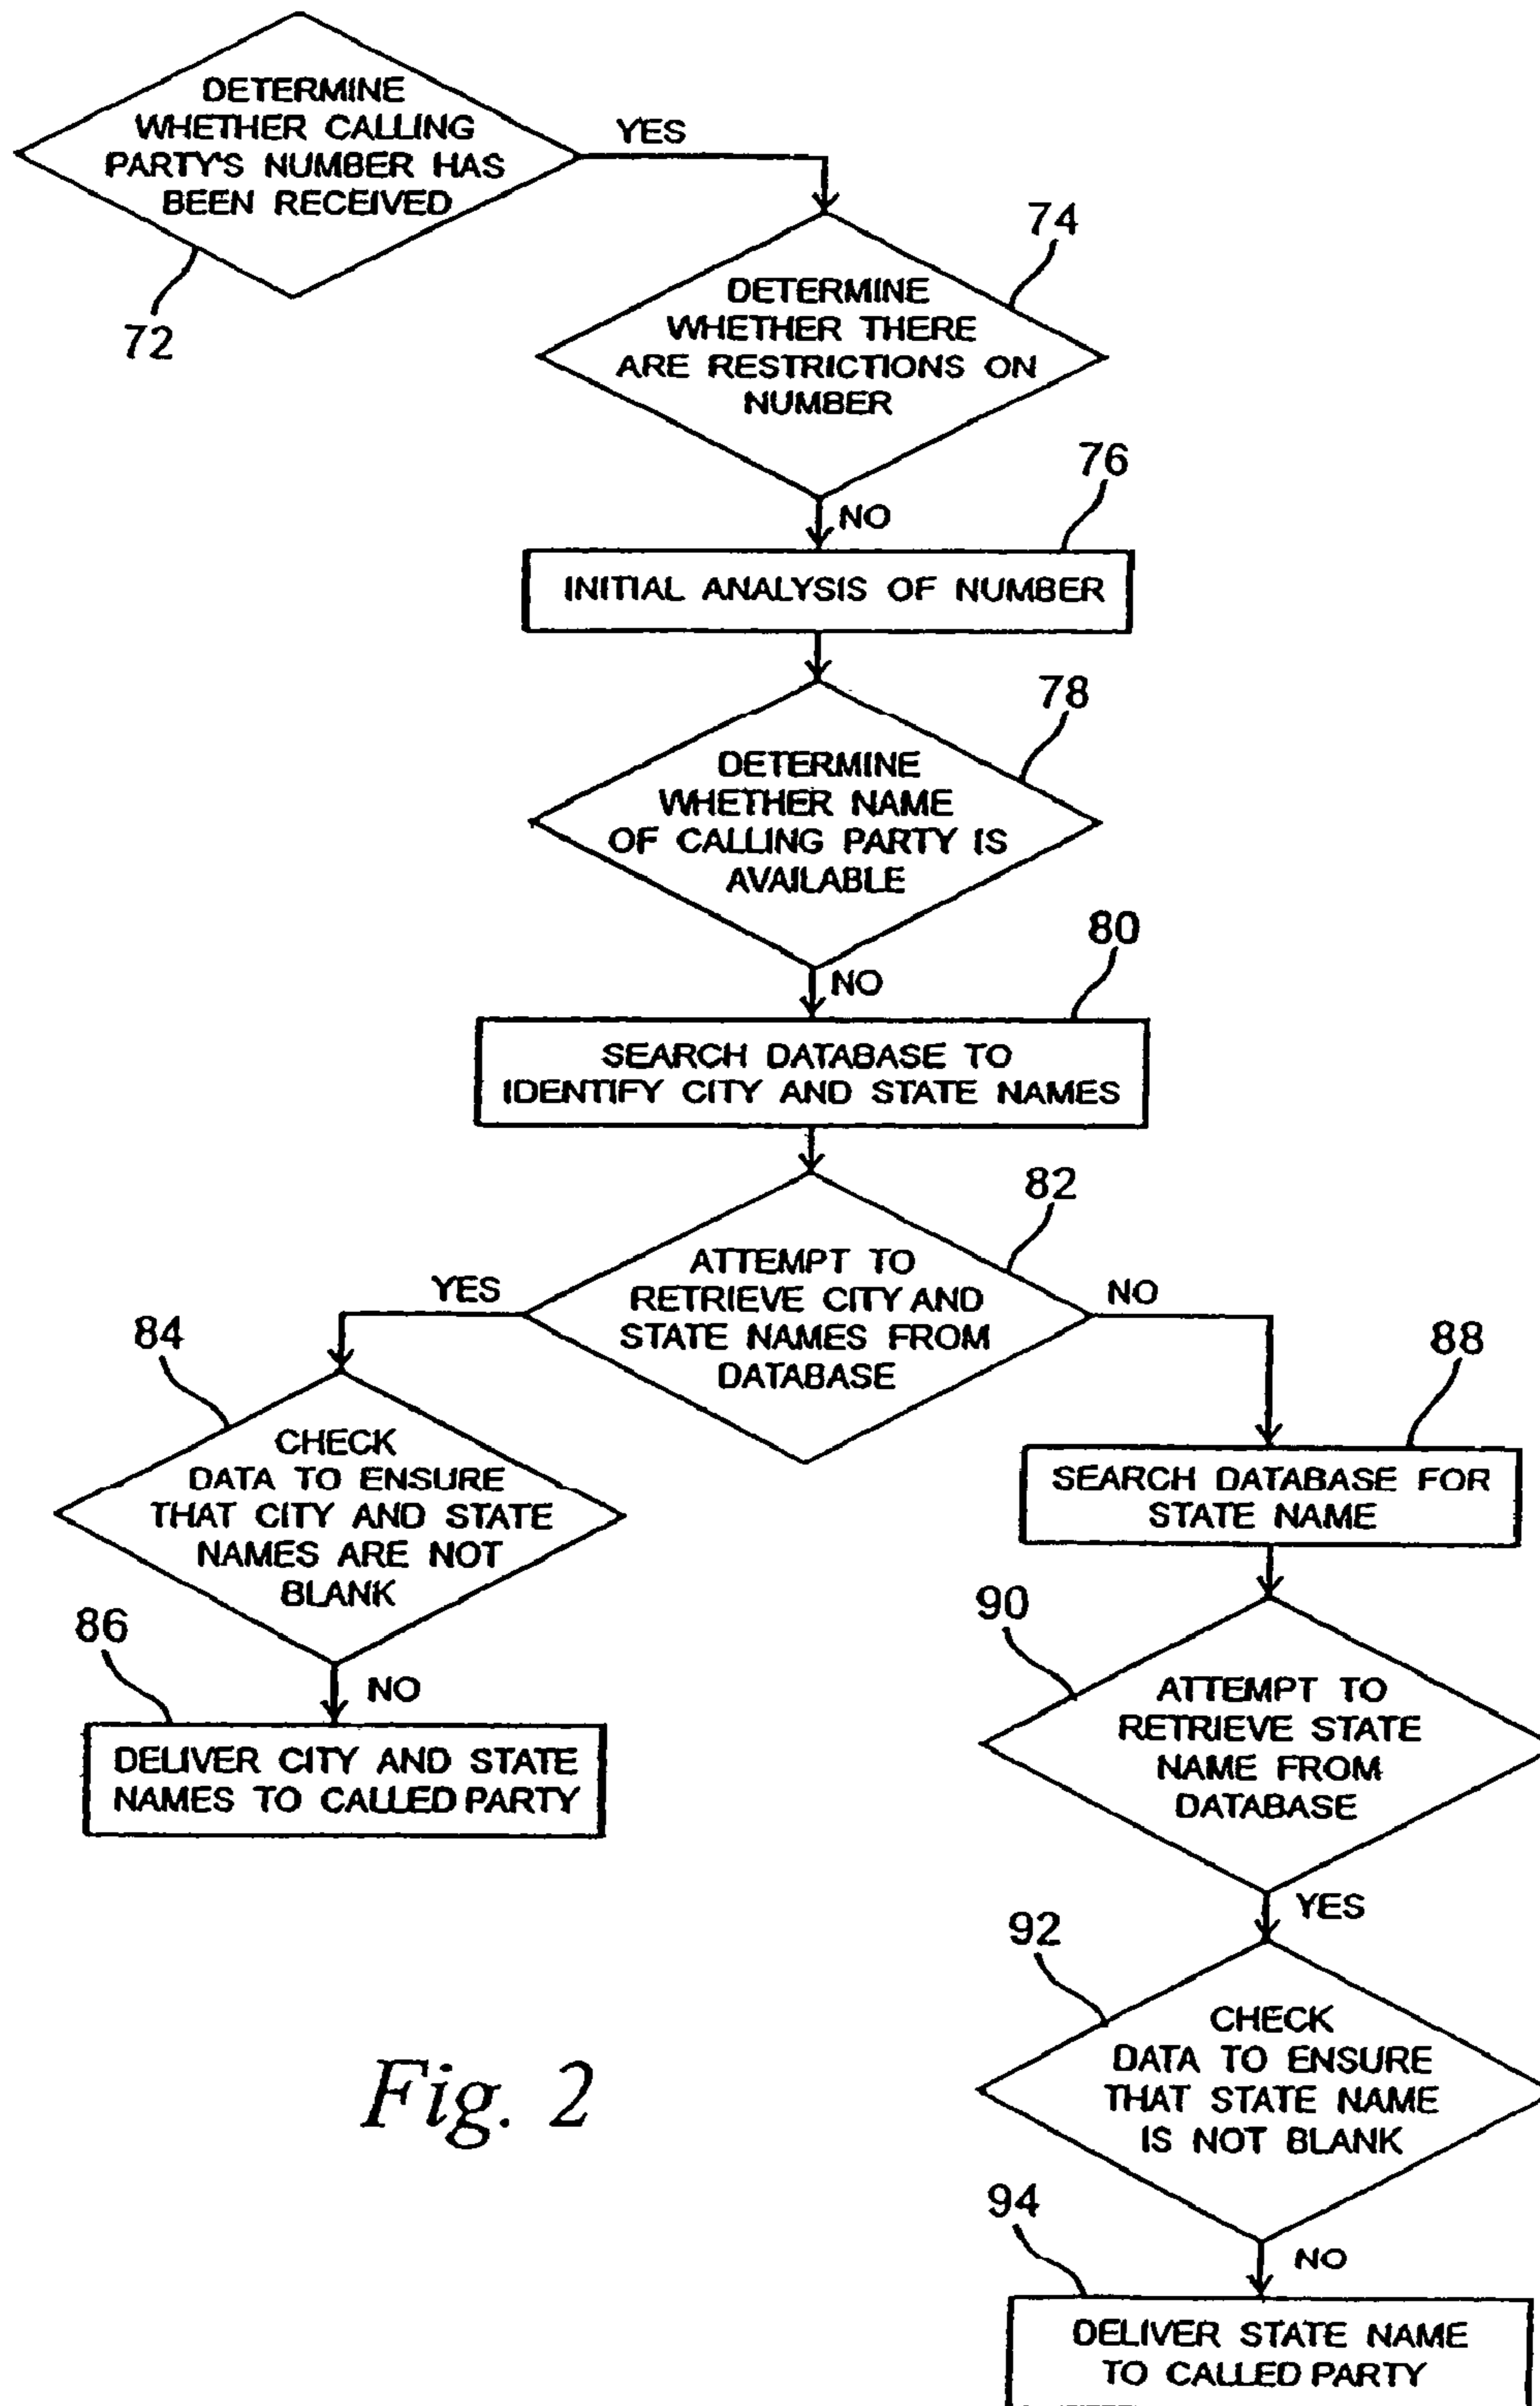 DETERMINE
WHETHER CALLING
PARTY'S NUMBER HAS
BEEN RECEIVED
72
YES
74
DETERMINE
WHETHER THERE
ARE RESTRICTIONS ON
NUMBER
NO
76
INITIAL ANALYSIS OF NUMBER
78
DETERMINE
WHETHER NAME
OF CALLING PARTY IS
AVAILABLE
NO
80
SEARCH DATABASE TO
IDENTIFY CITY AND STATE NAMES
82
ATTEMPT TO
RETRIEVE CITY AND
STATE NAMES FROM
DATABASE
YES
NO
84
CHECK
DATA TO ENSURE
THAT CITY AND STATE
NAMES ARE NOT
BLANK
NO
86
DELIVER CITY AND STATE
NAMES TO CALLED PARTY
88
SEARCH DATABASE FOR
STATE NAME
90
ATTEMPT TO
RETRIEVE STATE
NAME FROM
DATABASE
YES
92
CHECK
DATA TO ENSURE
THAT STATE NAME
IS NOT BLANK
NO
94
DELIVER STATE NAME
TO CALLED PARTY
Fig. 2